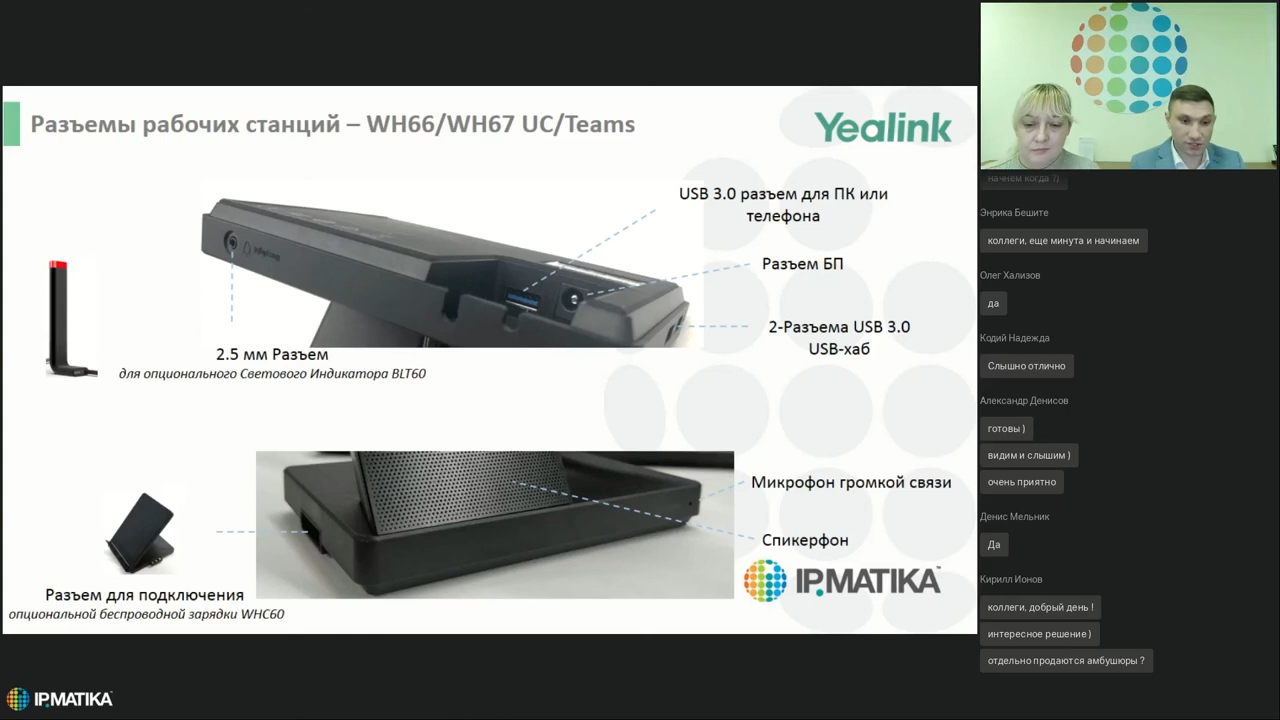 Разъемы рабочих станций – WH66/WH67 UC/Teams
Yealink
USB 3.0 разъем для ПК или
телефона
Разъем БП
2-Разъема USB 3.0
USB-хаб
2.5 мм Разъем
для опционального Светового Индикатора BLT60
Микрофон громкой связи
Спикерфон
IP.MATIKA
Разъем для подключения
опциональной беспроводной зарядки WHC60
IP.MATIKA
начнем когда ?)
Энрика Бешите
коллеги, еще минута и начинаем
Олег Хализов
да
Кодий Надежда
Слышно отлично
Александр Денисов
готовы )
видим и слышим )
очень приятно
Денис Мельник
Да
Кирилл Ионов
коллеги, добрый день !
интересное решение )
отдельно продаются амбушюры ?